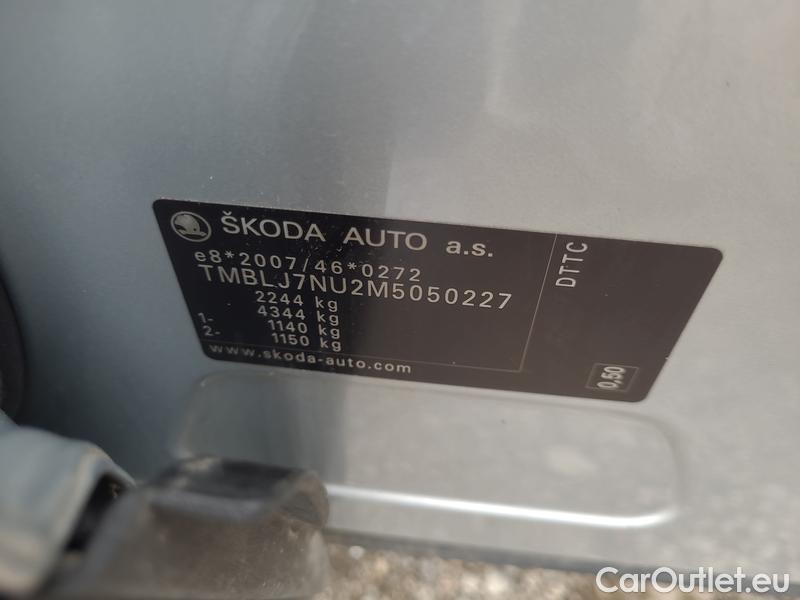 ŠKODA AUTO a.s.
e8*2007/46*0272
TMBLJ7NU2M5050227
2244 kg
4344 kg
1- 1140 kg
2- 1150 kg
www.skoda-auto.com
DTTC
0,50
CarOutlet.eu